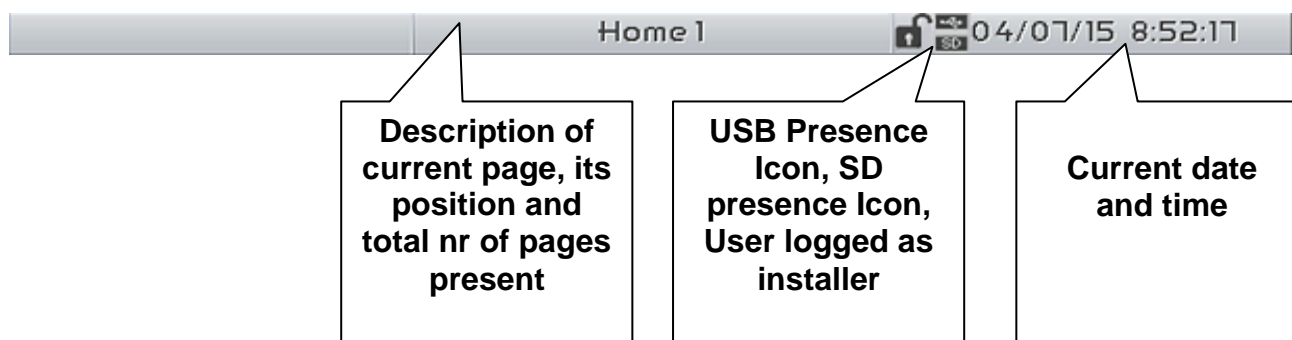 Home 1
SD
04/07/15 8:52:17
Description of
current page, its
position and
total nr of pages
present
USB Presence
Icon, SD
presence Icon,
User logged as
installer
Current date
and time